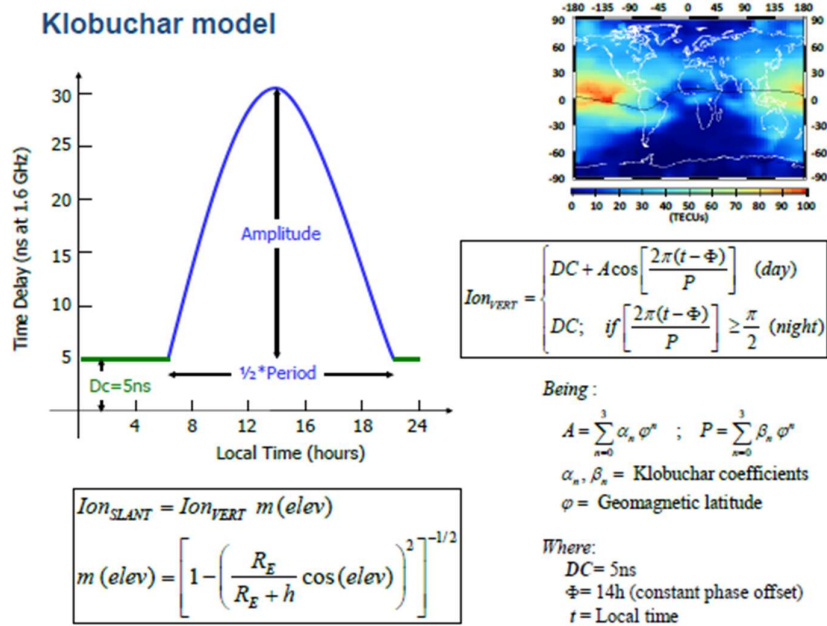 Klobuchar model
Time Delay (ns at 1.6 GHz)
30
25
20
15
10
5
Amplitude
½*Period
Dc=5ns
4 8 12 16 18 22 24
Local Time (hours)
-180 -135 -90 -45 0 45 90 135 180
90 90
60 60
30 30
0 0
-30 -30
-60 -60
-90 -90
0 10 20 30 40 50 60 70 80 90 100
(TECUs)
Ion_VERT = { DC + A cos[2π(t−Φ)/P] (day)
DC; if [2π(t−Φ)/P] ≥ π/2 (night)
Being :
A = ∑_{n=0}^{3} α_n φ^n ; P = ∑_{n=0}^{3} β_n φ^n
α_n, β_n = Klobuchar coefficients
φ = Geomagnetic latitude
Where:
DC= 5ns
Φ= 14h (constant phase offset)
t = Local time
Ion_SLANT = Ion_VERT m (elev)
m (elev) = [1−(R_E/(R_E + h) cos(elev))^2]^{−1/2}